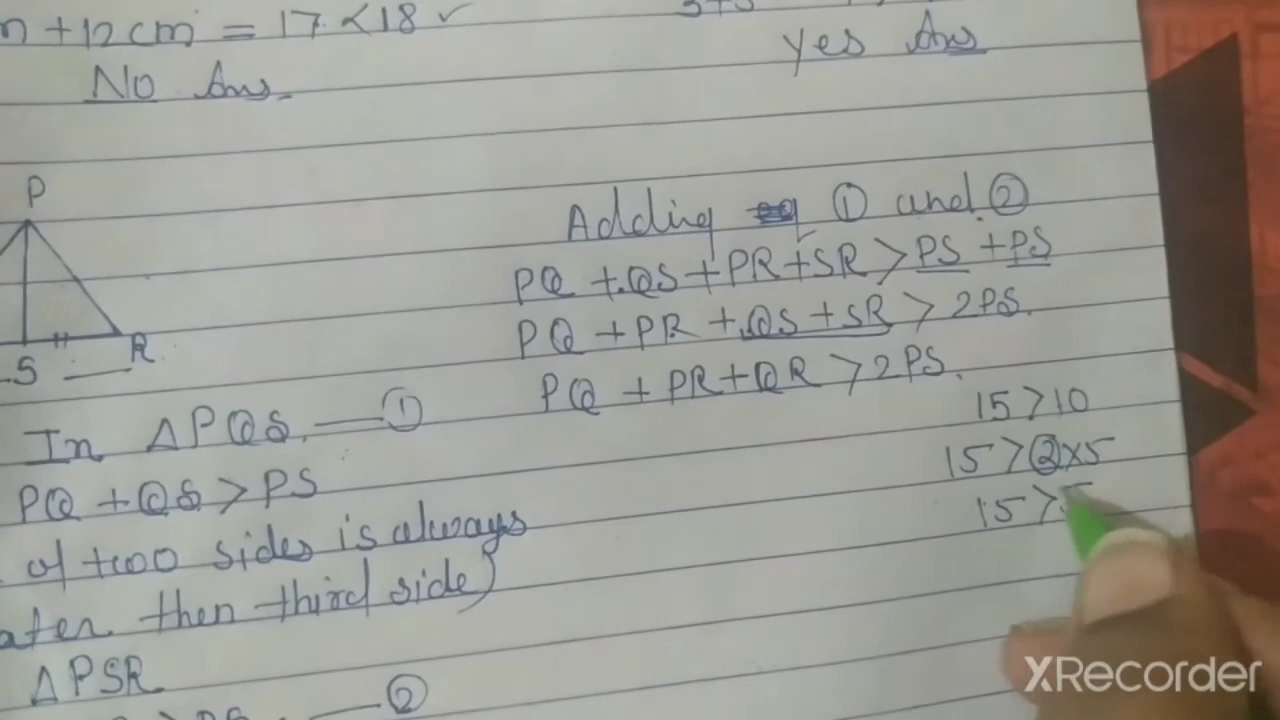 + 12 cm = 17 < 18 ✓
No Ans.
yes Ans
P
S
R
Adding ① and ②
PQ + QS + PR + SR > PS + PS
PQ + PR + QS + SR > 2PS.
PQ + PR + QR > 2PS.
15 > 10
15 > 2×5
15 > 5
In △PQS, — ①
PQ + QS > PS
of two sides is always
then third side)
△PSR
②
XRecorder